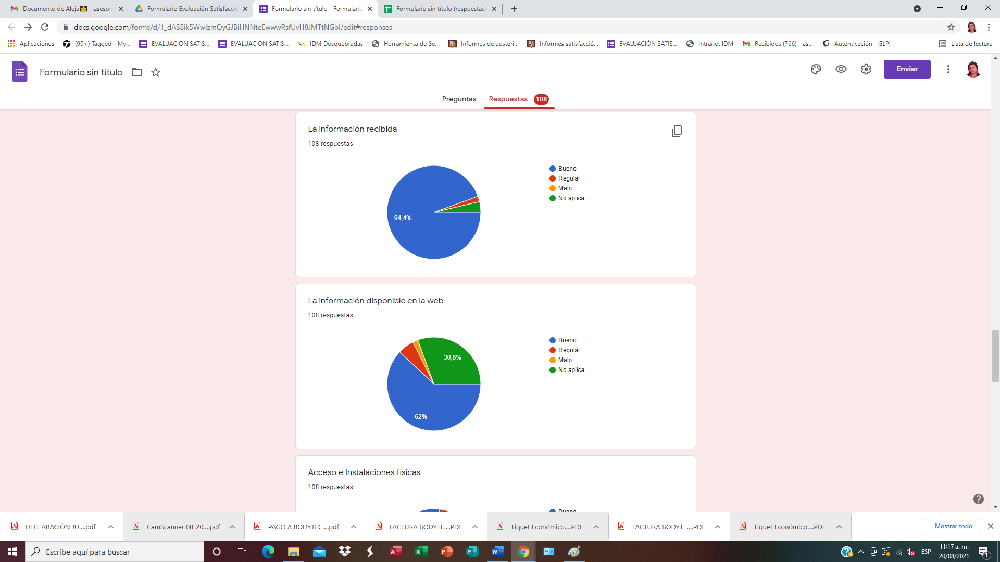 Documento de Aleja - asesori
Formulario Evaluación Satisfacció
Formulario sin título - Formulario
Formulario sin título (respuestas)
docs.google.com/forms/d/1_dAS8ik5WwlzmQyGJBiHNNteEwwwRsfUvH8JMTtNGbI/edit#responses
Aplicaciones
(99+) Tagged - My...
EVALUACIÓN SATIS...
EVALUACIÓN SATIS...
IDM Dosquebradas
Herramienta de Se...
Informes de austeri...
Informes satisfacció...
EVALUACIÓN SATIS...
Intranet IDM
Recibidos (766) - as...
Autenticación - GLPI
Lista de lectura
Formulario sin título
Enviar
Preguntas
Respuestas 108
La información recibida
108 respuestas
94,4%
Bueno
Regular
Malo
No aplica
La información disponible en la web
108 respuestas
30,6%
62%
Bueno
Regular
Malo
No aplica
Acceso e Instalaciones físicas
108 respuestas
Bueno
DECLARACIÓN JU....pdf
CamScanner 08-20....pdf
PAGO A BODYTEC....pdf
FACTURA BODYTE....PDF
Tiquet Económico....PDF
FACTURA BODYTE....PDF
Tiquet Económico....PDF
Mostrar todo
Escribe aquí para buscar
ESP
11:17 a. m.
20/08/2021
1